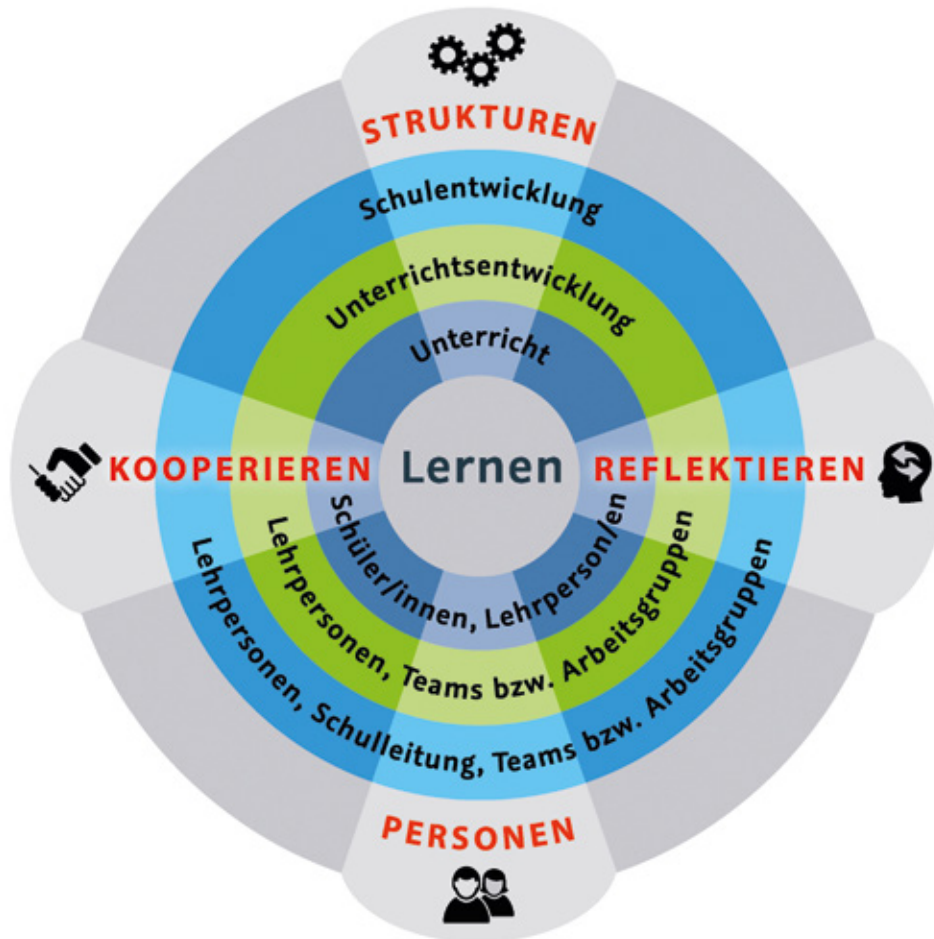 STRUKTUREN
Schulentwicklung
Unterrichtsentwicklung
Unterricht
KOOPERIEREN
Lernen
REFLEKTIEREN
Schüler/innen, Lehrperson/en
Lehrpersonen, Teams bzw. Arbeitsgruppen
Lehrpersonen, Schulleitung, Teams bzw. Arbeitsgruppen
PERSONEN